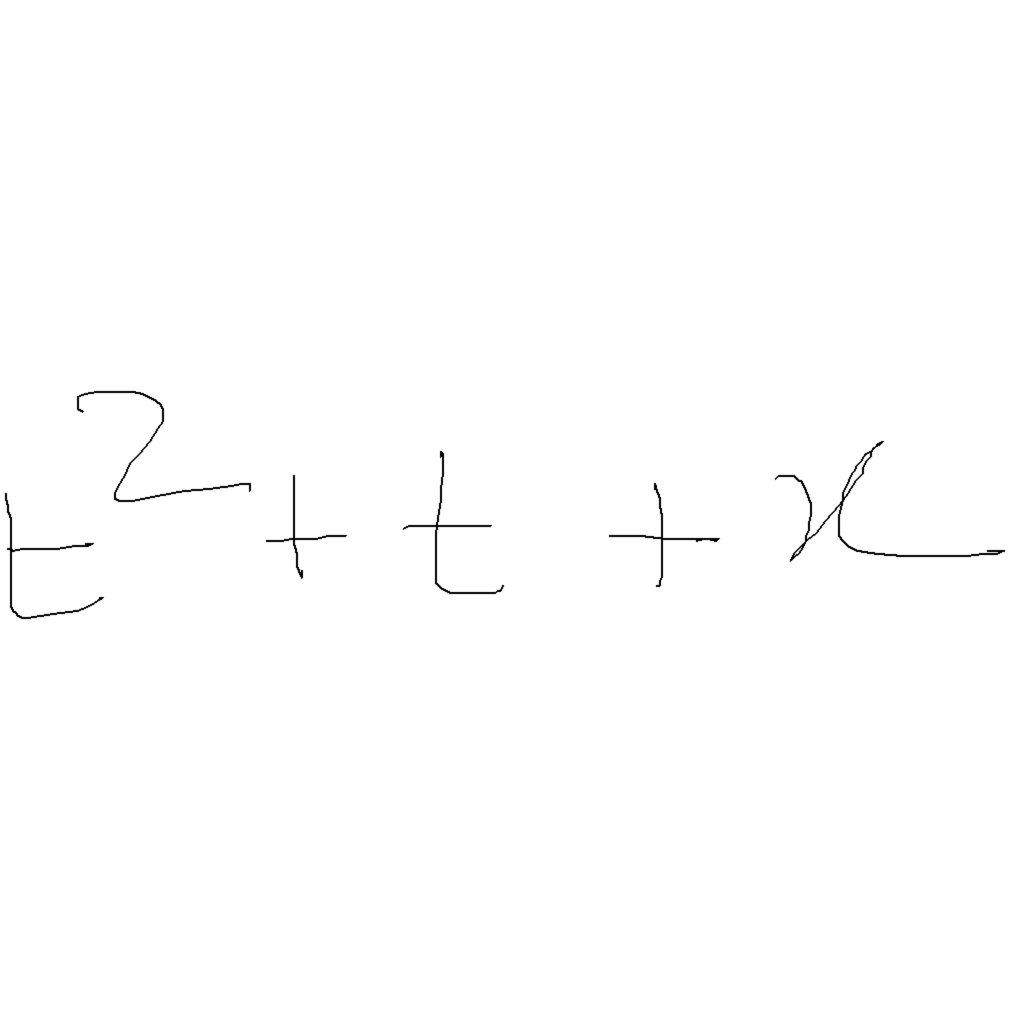 t² + t + x